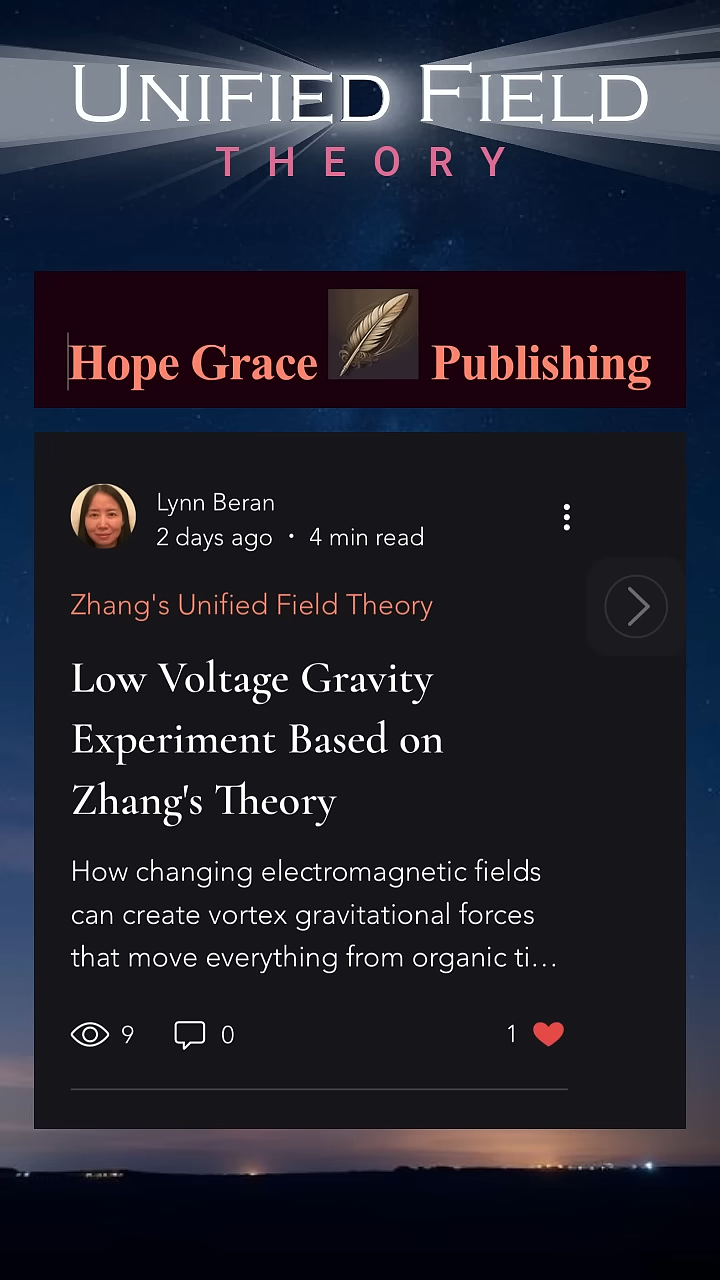 UNIFIED FIELD
THEORY
Hope Grace Publishing
Lynn Beran
2 days ago · 4 min read
Zhang's Unified Field Theory
Low Voltage Gravity
Experiment Based on
Zhang's Theory
How changing electromagnetic fields
can create vortex gravitational forces
that move everything from organic ti…
9 0 1